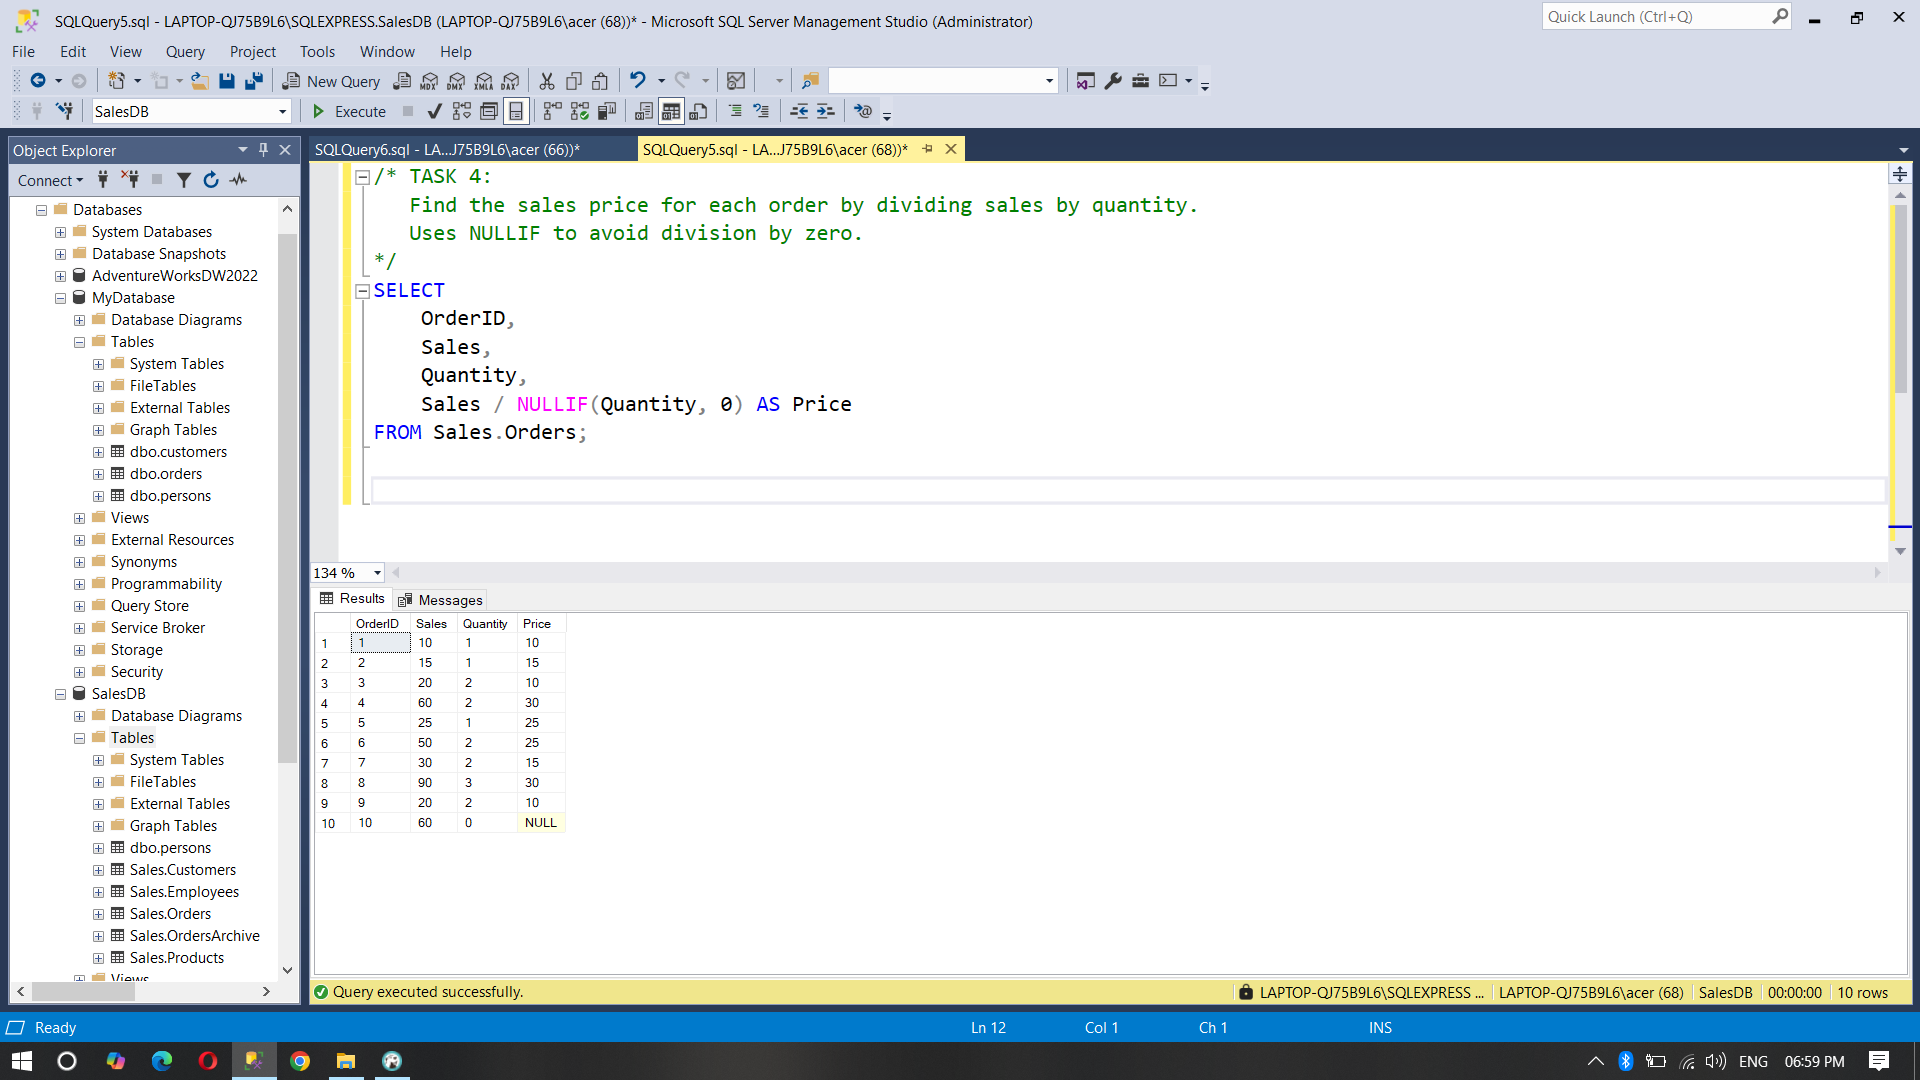 SQLQuery5.sql - LAPTOP-QJ75B9L6\SQLEXPRESS.SalesDB (LAPTOP-QJ75B9L6\acer (68))* - Microsoft SQL Server Management Studio (Administrator)
Quick Launch (Ctrl+Q)
File Edit View Query Project Tools Window Help
New Query MDX DMX XMLA DAX
SalesDB Execute
Object Explorer
Connect
Databases
System Databases
Database Snapshots
AdventureWorksDW2022
MyDatabase
Database Diagrams
Tables
System Tables
FileTables
External Tables
Graph Tables
dbo.customers
dbo.orders
dbo.persons
Views
External Resources
Synonyms
Programmability
Query Store
Service Broker
Storage
Security
SalesDB
Database Diagrams
Tables
System Tables
FileTables
External Tables
Graph Tables
dbo.persons
Sales.Customers
Sales.Employees
Sales.Orders
Sales.OrdersArchive
Sales.Products
Views
SQLQuery6.sql - LA...J75B9L6\acer (66))* SQLQuery5.sql - LA...J75B9L6\acer (68))*
/* TASK 4:
Find the sales price for each order by dividing sales by quantity.
Uses NULLIF to avoid division by zero.
*/
SELECT
OrderID,
Sales,
Quantity,
Sales / NULLIF(Quantity, 0) AS Price
FROM Sales.Orders;
134 %
Results Messages
OrderID Sales Quantity Price
1 1 10 1 10
2 2 15 1 15
3 3 20 2 10
4 4 60 2 30
5 5 25 1 25
6 6 50 2 25
7 7 30 2 15
8 8 90 3 30
9 9 20 2 10
10 10 60 0 NULL
Query executed successfully. LAPTOP-QJ75B9L6\SQLEXPRESS ... LAPTOP-QJ75B9L6\acer (68) SalesDB 00:00:00 10 rows
Ready Ln 12 Col 1 Ch 1 INS
ENG 06:59 PM